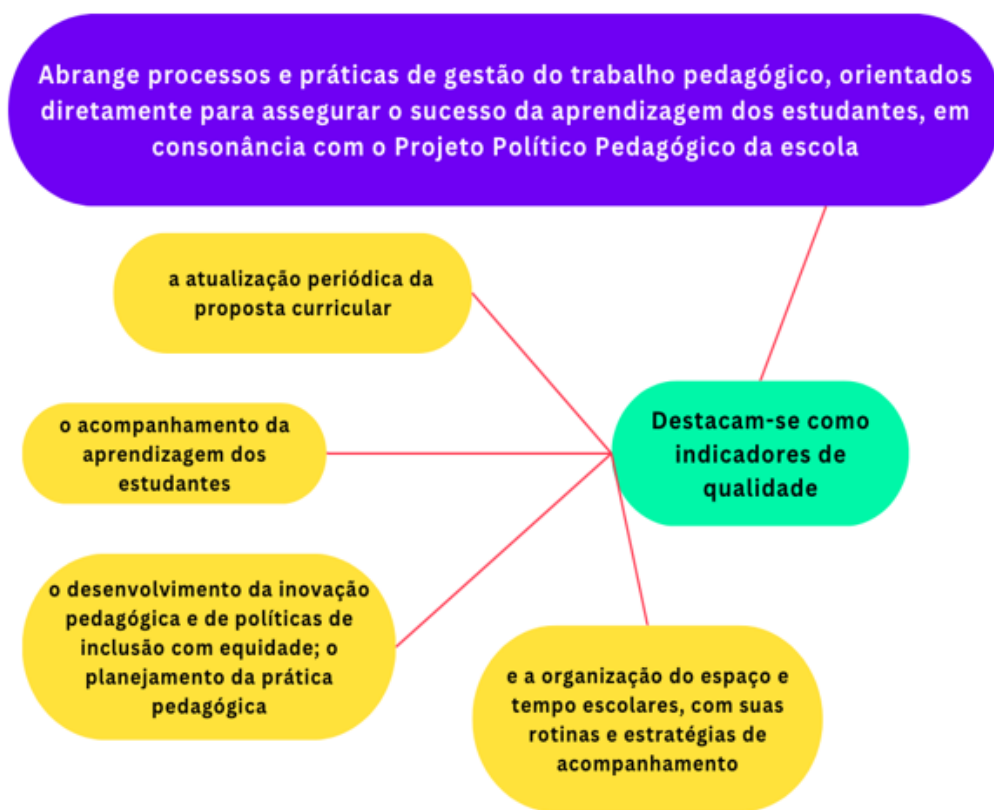 Abrange processos e práticas de gestão do trabalho pedagógico, orientados
diretamente para assegurar o sucesso da aprendizagem dos estudantes, em
consonância com o Projeto Político Pedagógico da escola
a atualização periódica da
proposta curricular
o acompanhamento da
aprendizagem dos
estudantes
Destacam-se como
indicadores de
qualidade
o desenvolvimento da inovação
pedagógica e de políticas de
inclusão com equidade; o
planejamento da prática
pedagógica
e a organização do espaço e
tempo escolares, com suas
rotinas e estratégias de
acompanhamento